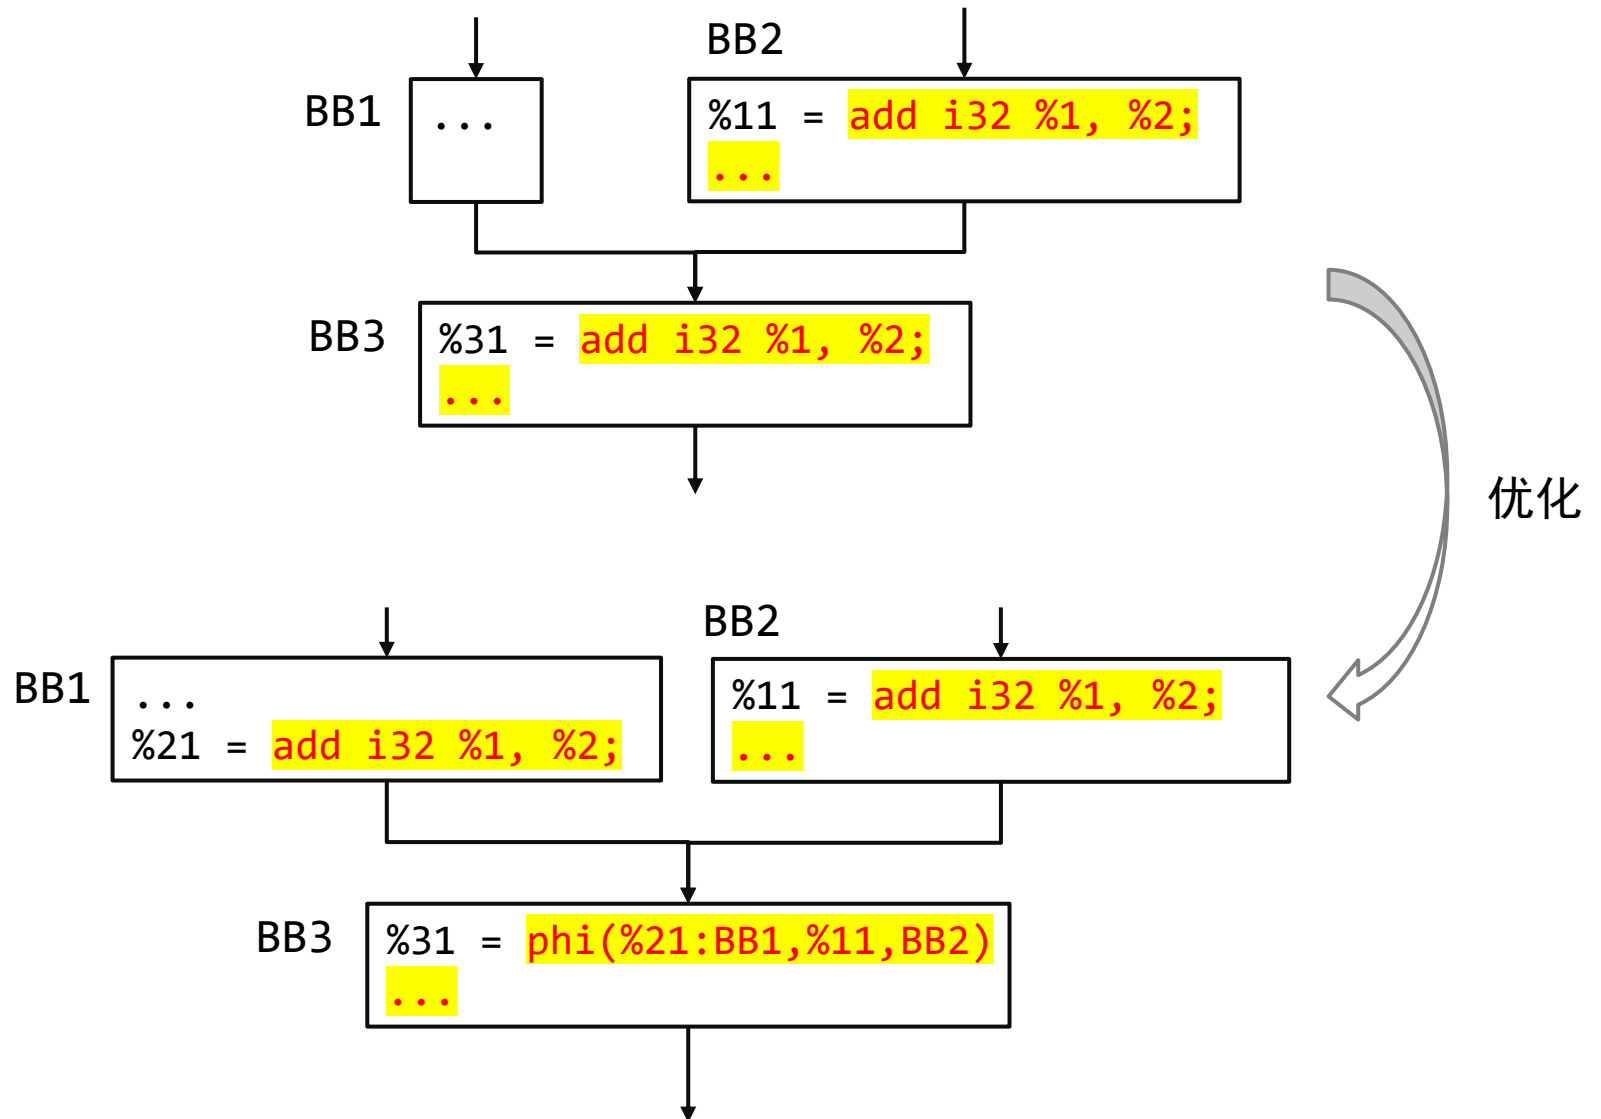 BB1
...
BB2
%11 = add i32 %1, %2;
...
BB3
%31 = add i32 %1, %2;
...
优化
BB1
...
%21 = add i32 %1, %2;
BB2
%11 = add i32 %1, %2;
...
BB3
%31 = phi(%21:BB1,%11,BB2)
...